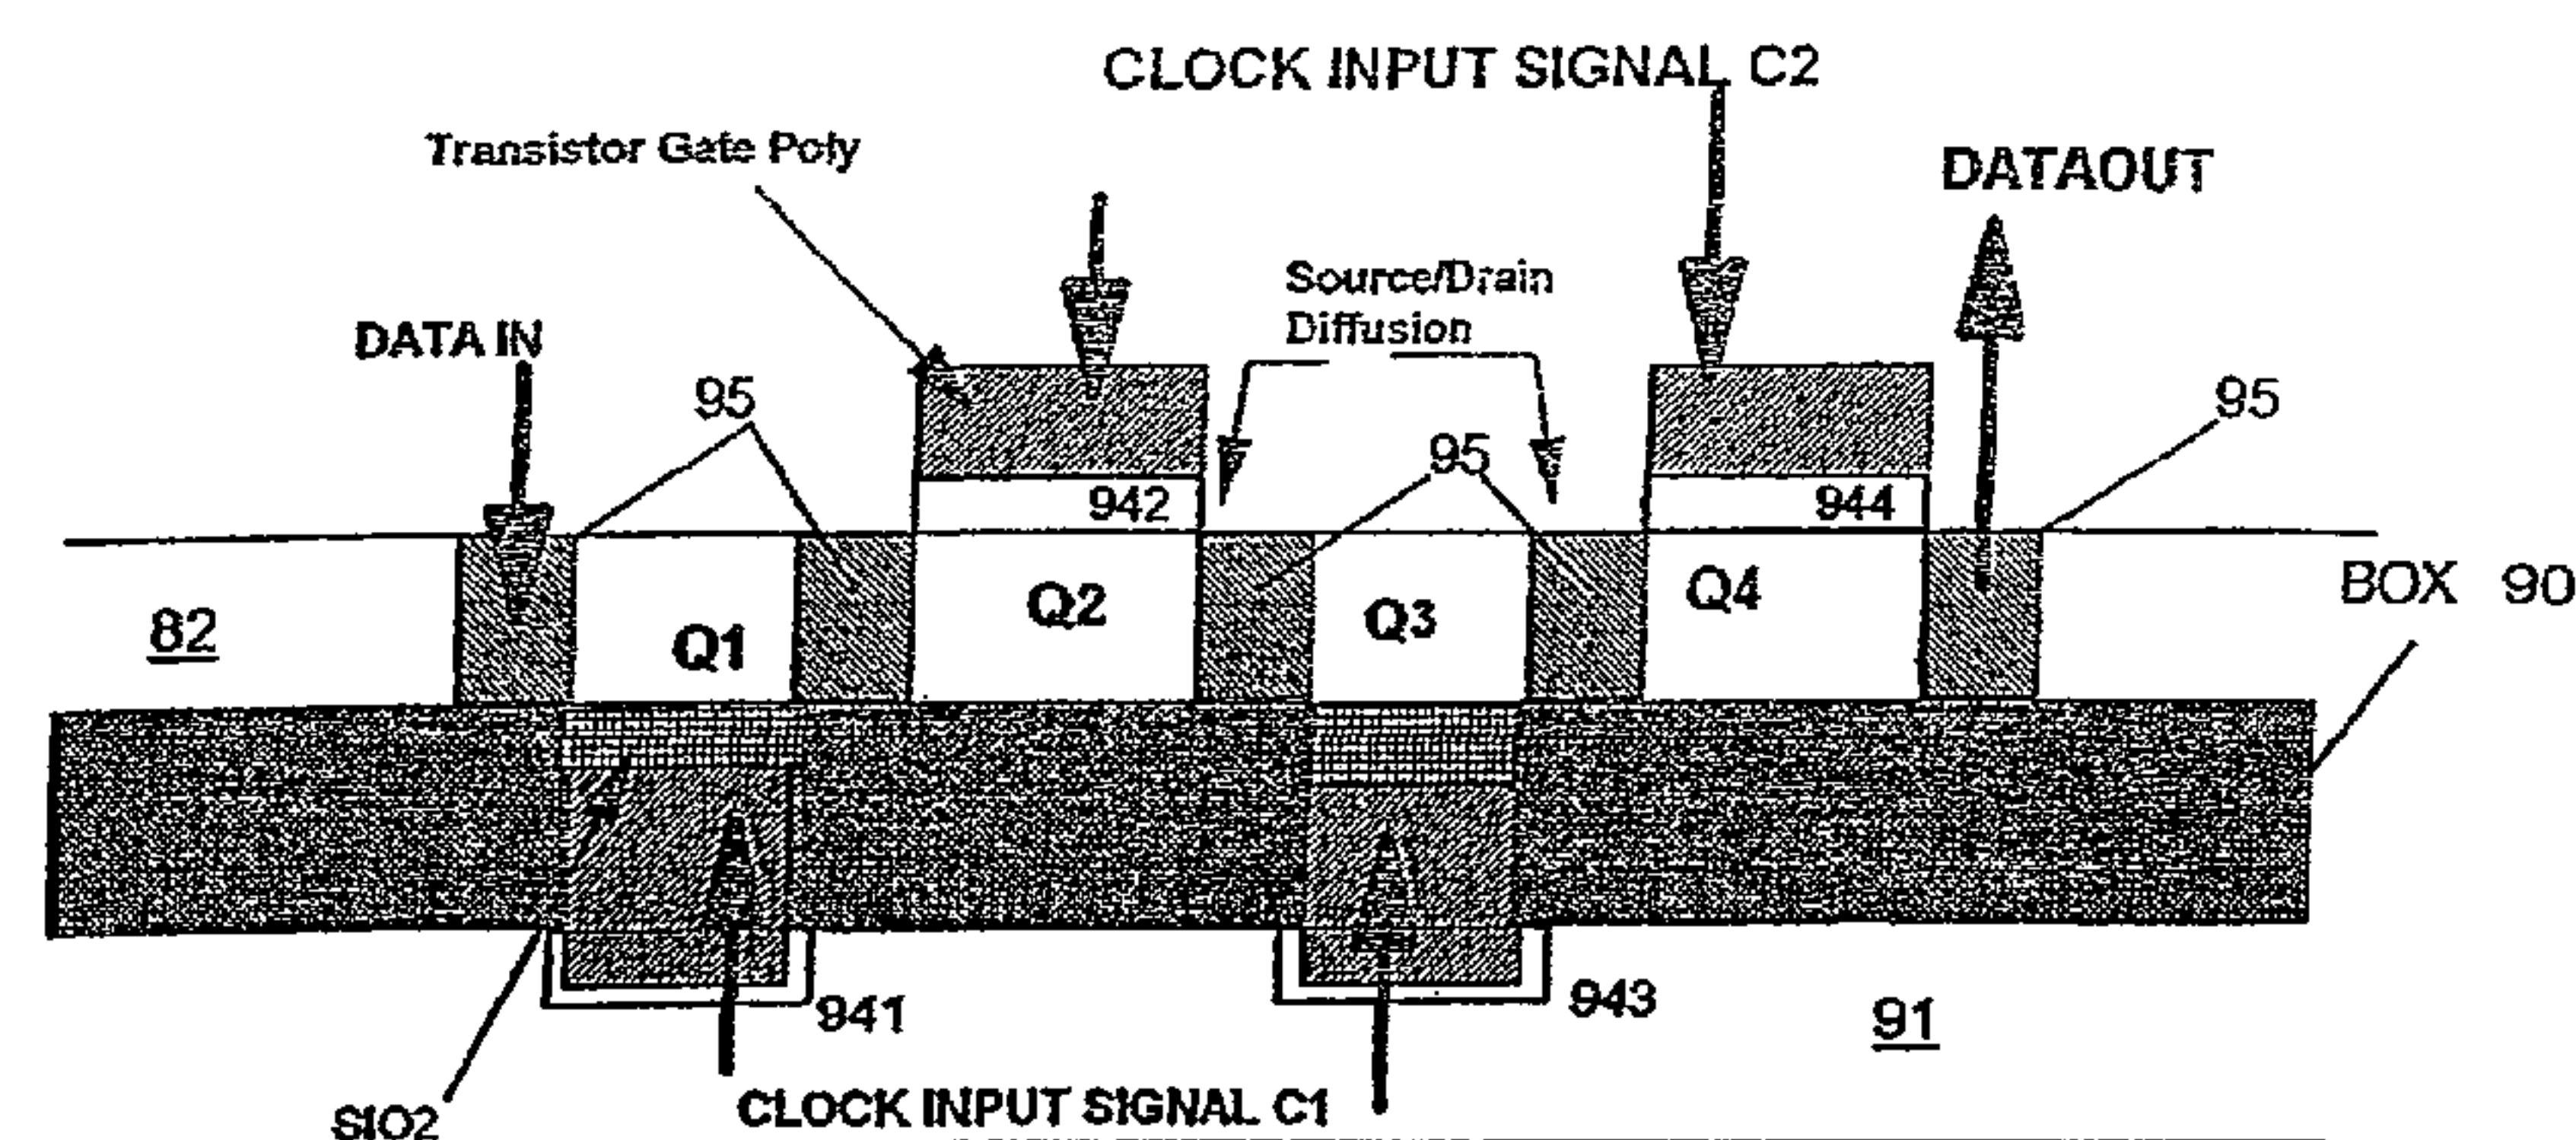 CLOCK INPUT SIGNAL C2
Transistor Gate Poly
DATAOUT
Source/Drain
Diffusion
DATA IN
95
95
95
942
944
82
Q1
Q2
Q3
Q4
BOX 90
941
943
91
SIO2
CLOCK INPUT SIGNAL C1